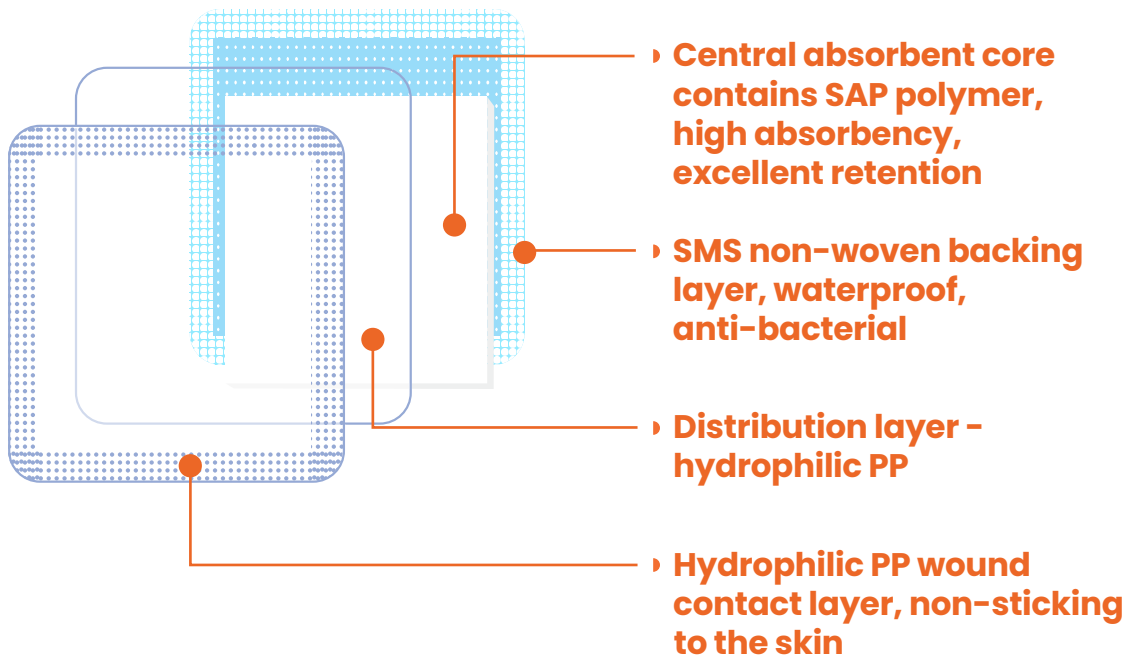 Central absorbent core
contains SAP polymer,
high absorbency,
excellent retention
SMS non-woven backing
layer, waterproof,
anti-bacterial
Distribution layer -
hydrophilic PP
Hydrophilic PP wound
contact layer, non-sticking
to the skin